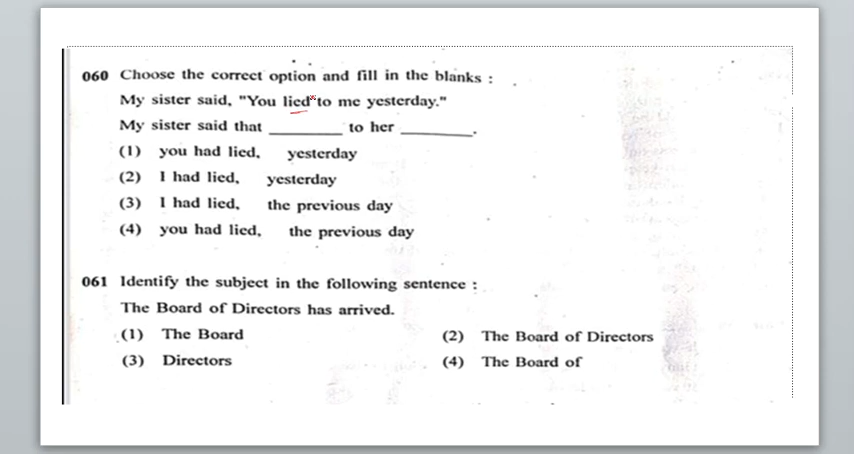 060 Choose the correct option and fill in the blanks :
My sister said, "You lied" to me yesterday."
My sister said that ________ to her ________.
(1) you had lied, yesterday
(2) I had lied, yesterday
(3) I had lied, the previous day
(4) you had lied, the previous day
061 Identify the subject in the following sentence :
The Board of Directors has arrived.
(1) The Board (2) The Board of Directors
(3) Directors (4) The Board of